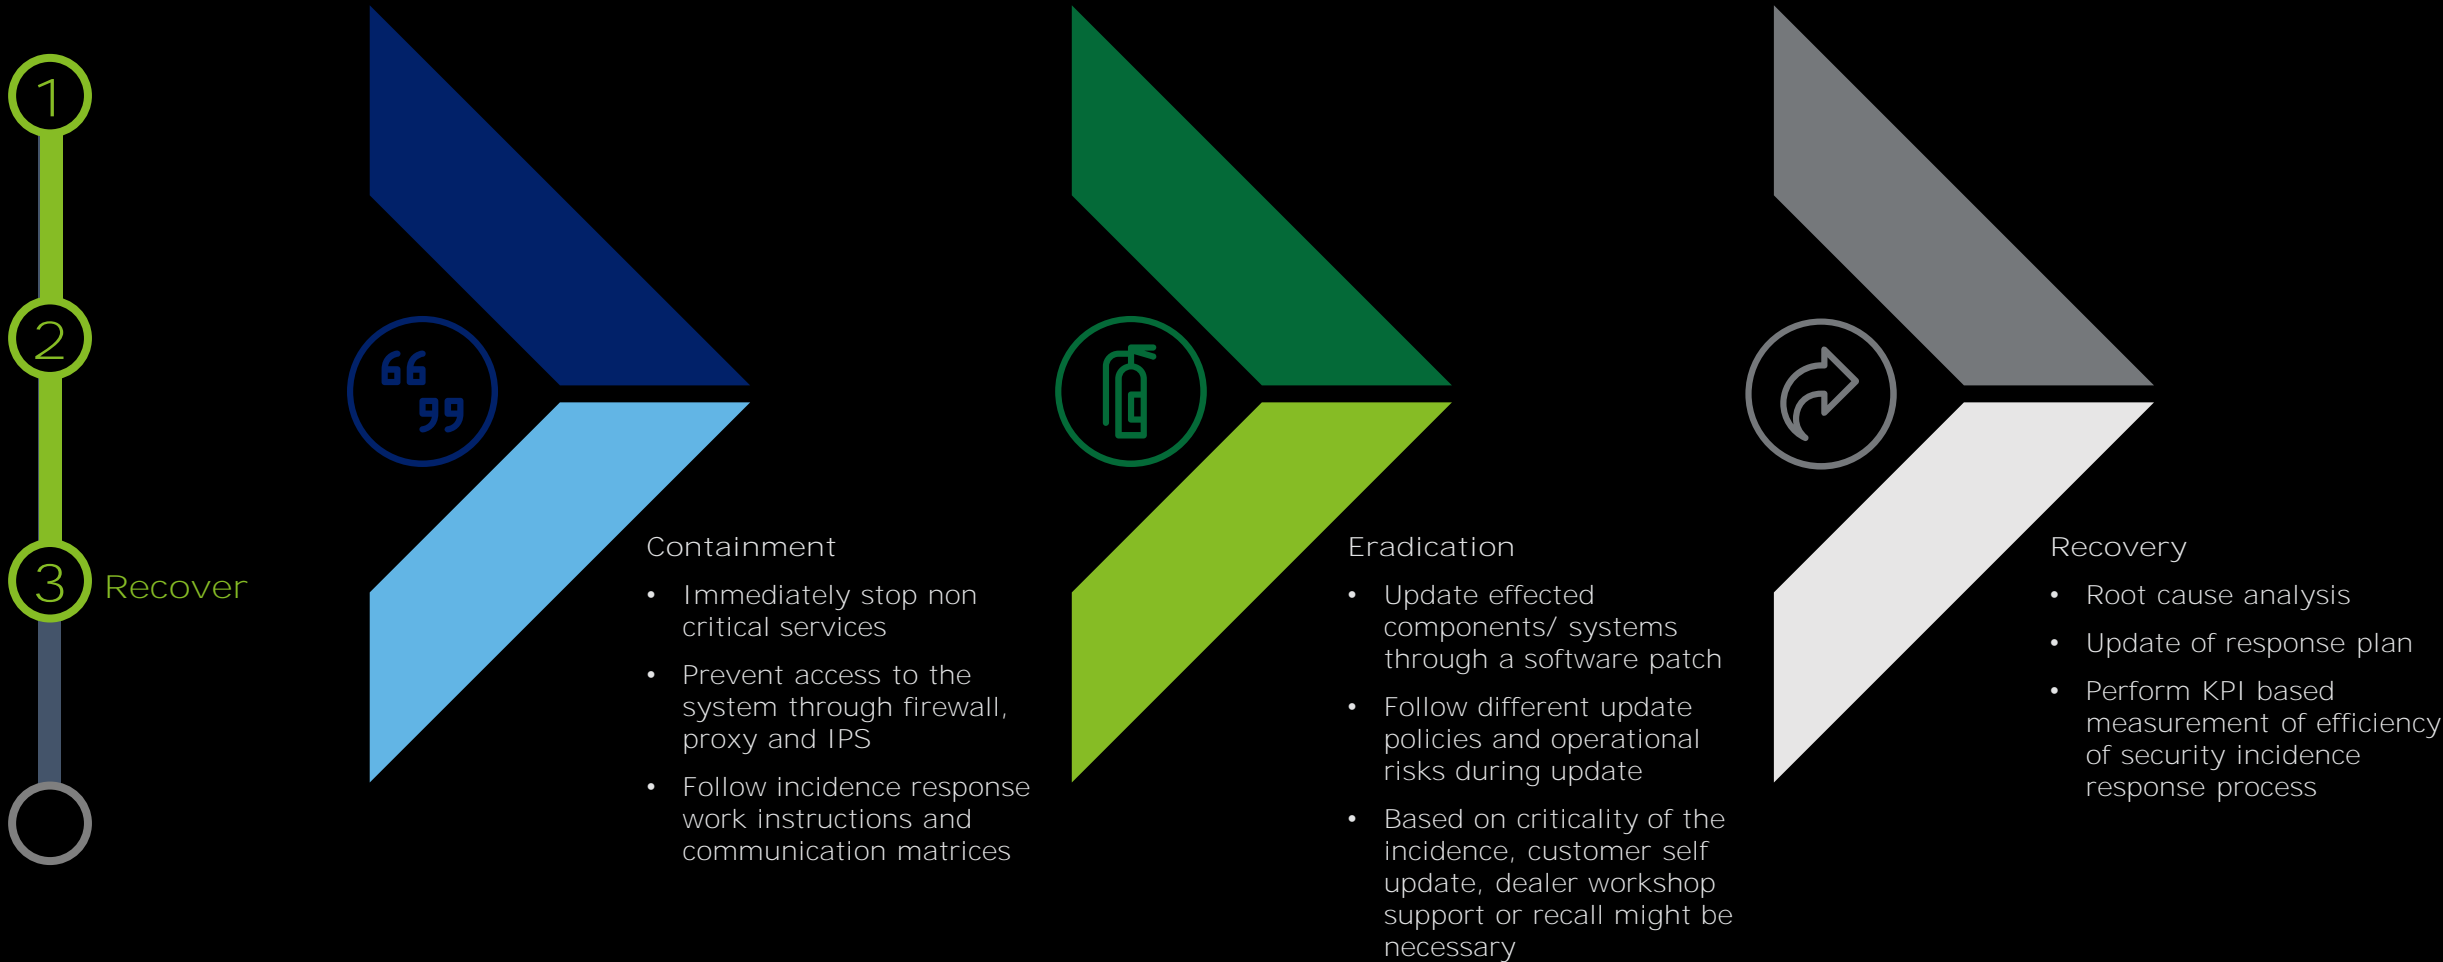 1
2
3
Recover
Containment
• Immediately stop non
critical services
• Prevent access to the
system through firewall,
proxy and IPS
• Follow incidence response
work instructions and
communication matrices
Eradication
• Update effected
components/ systems
through a software patch
• Follow different update
policies and operational
risks during update
• Based on criticality of the
incidence, customer self
update, dealer workshop
support or recall might be
necessary
Recovery
• Root cause analysis
• Update of response plan
• Perform KPI based
measurement of efficiency
of security incidence
response process